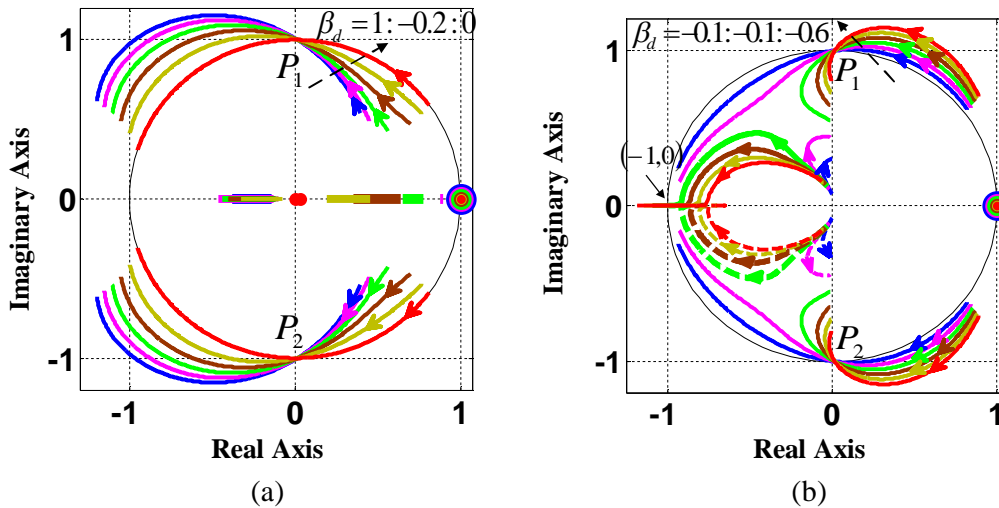 β_d = 1:−0.2:0
P_1
P_2
1
0
-1
-1
0
1
Imaginary Axis
Real Axis
(a)
β_d = −0.1:−0.1:−0.6
P_1
(−1,0)
P_2
1
0
-1
-1
0
1
Imaginary Axis
Real Axis
(b)